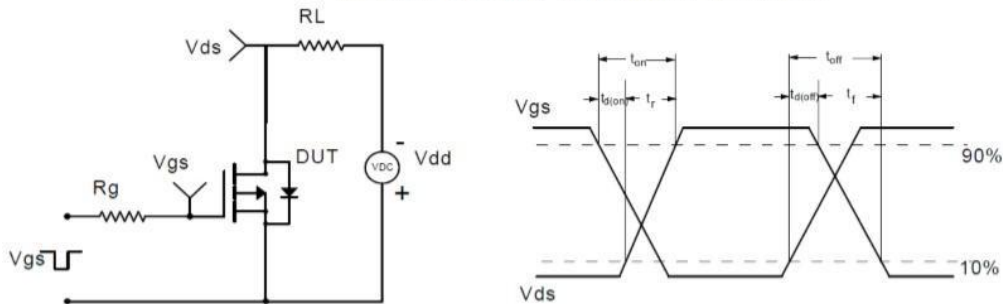 RL
Vds
Vgs
DUT
-
VDC
Vdd
+
Rg
Vgs
ton
toff
td(on)
tr
td(off)
tf
Vgs
90%
10%
Vds